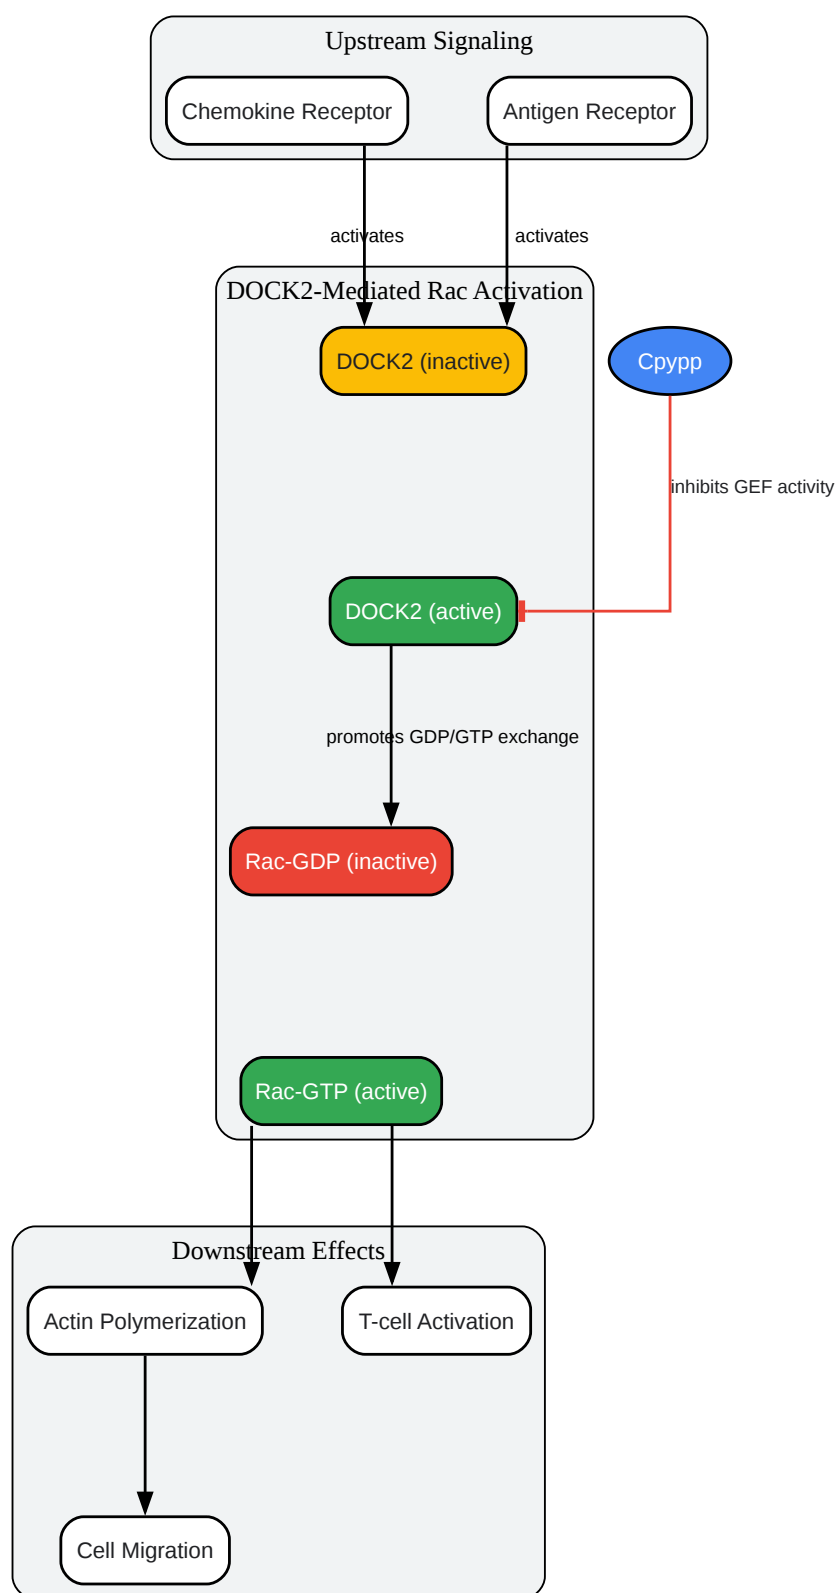 Upstream Signaling
Chemokine Receptor
Antigen Receptor
activates
activates
DOCK2-Mediated Rac Activation
DOCK2 (inactive)
Cpypp
inhibits GEF activity
DOCK2 (active)
promotes GDP/GTP exchange
Rac-GDP (inactive)
Rac-GTP (active)
Downstream Effects
Actin Polymerization
T-cell Activation
Cell Migration